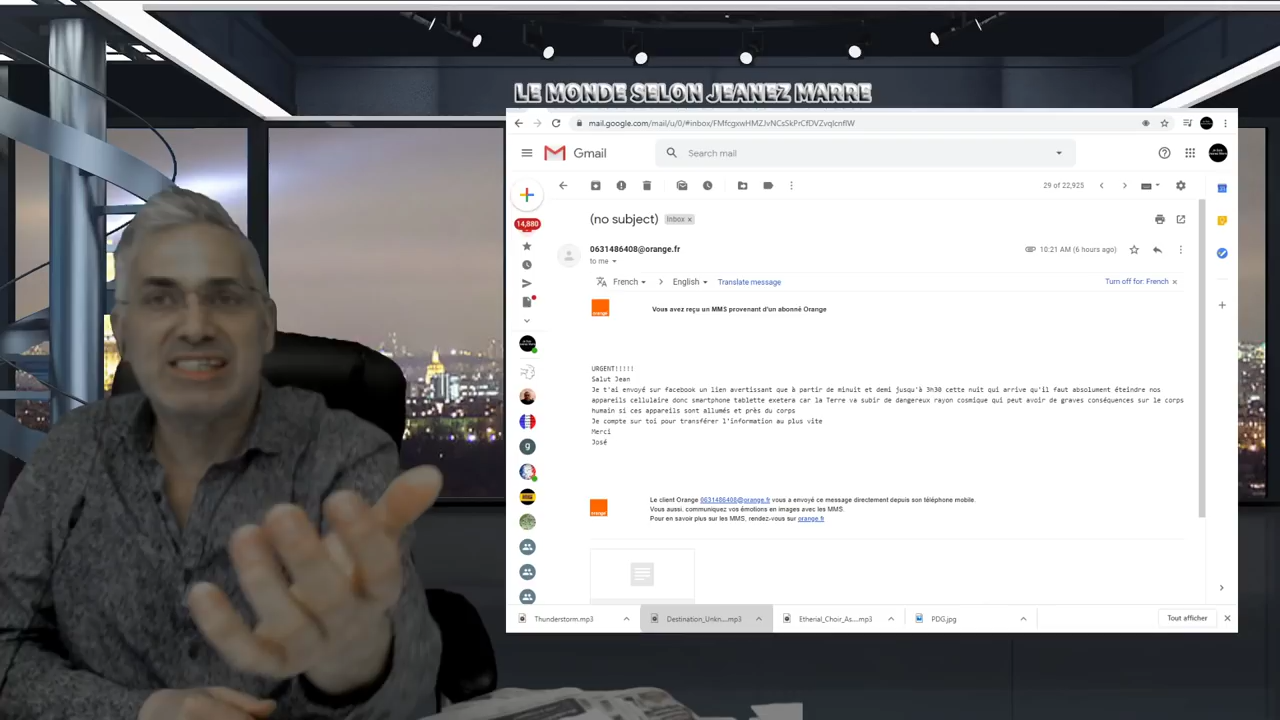 LE MONDE SELON JEANEZ MARRE
mail.google.com/mail/u/0/#inbox/FMfcgxwHMZJvNCsSkPrCfDVZvqlcnflW
Gmail
Search mail
29 of 22,925
14,880
(no subject)
Inbox x
0631486408@orange.fr
10:21 AM (6 hours ago)
to me
French
English
Translate message
Turn off for: French x
orange
Vous avez reçu un MMS provenant d'un abonné Orange
URGENT!!!!!
Salut Jean
Je t'ai envoyé sur facebook un lien avertissant que à partir de minuit et demi jusqu'à 3h30 cette nuit qui arrive qu'il faut absolument éteindre nos
appareils cellulaire donc smartphone tablette exetera car la Terre va subir de dangereux rayon cosmique qui peut avoir de graves conséquences sur le corps
humain si ces appareils sont allumés et près du corps
Je compte sur toi pour transférer l'information au plus vite
Merci
José
g
Le client Orange 0631486408@orange.fr vous a envoyé ce message directement depuis son téléphone mobile.
Vous aussi, communiquez vos émotions en images avec les MMS.
orange
Pour en savoir plus sur les MMS, rendez-vous sur orange.fr
Thunderstorm.mp3
Destination_Unkn....mp3
Etherial_Choir_As....mp3
PDG.jpg
Tout afficher